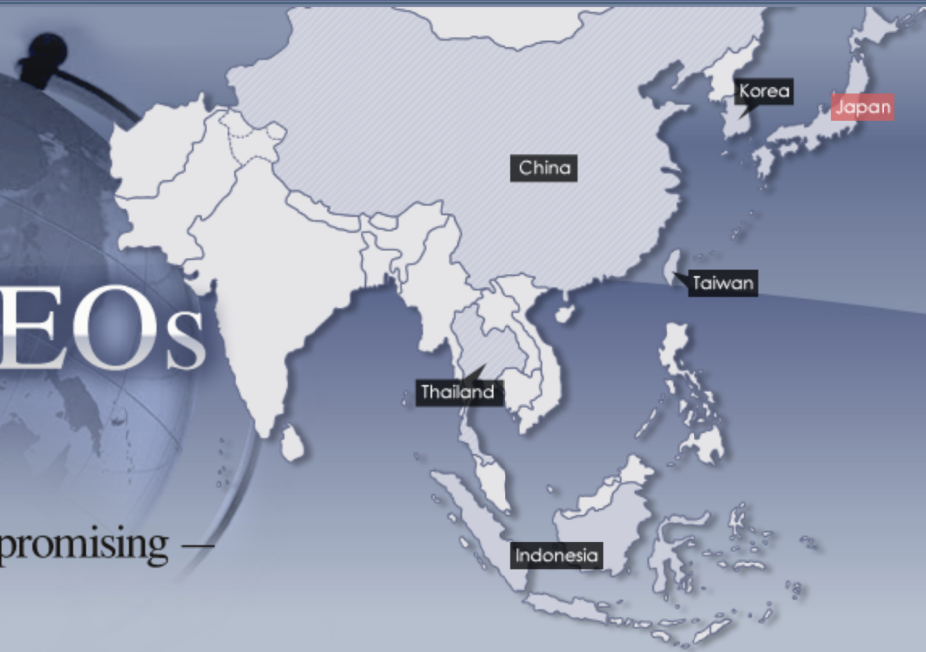 Korea
Japan
China
Taiwan
EOs
Thailand
promising —
Indonesia